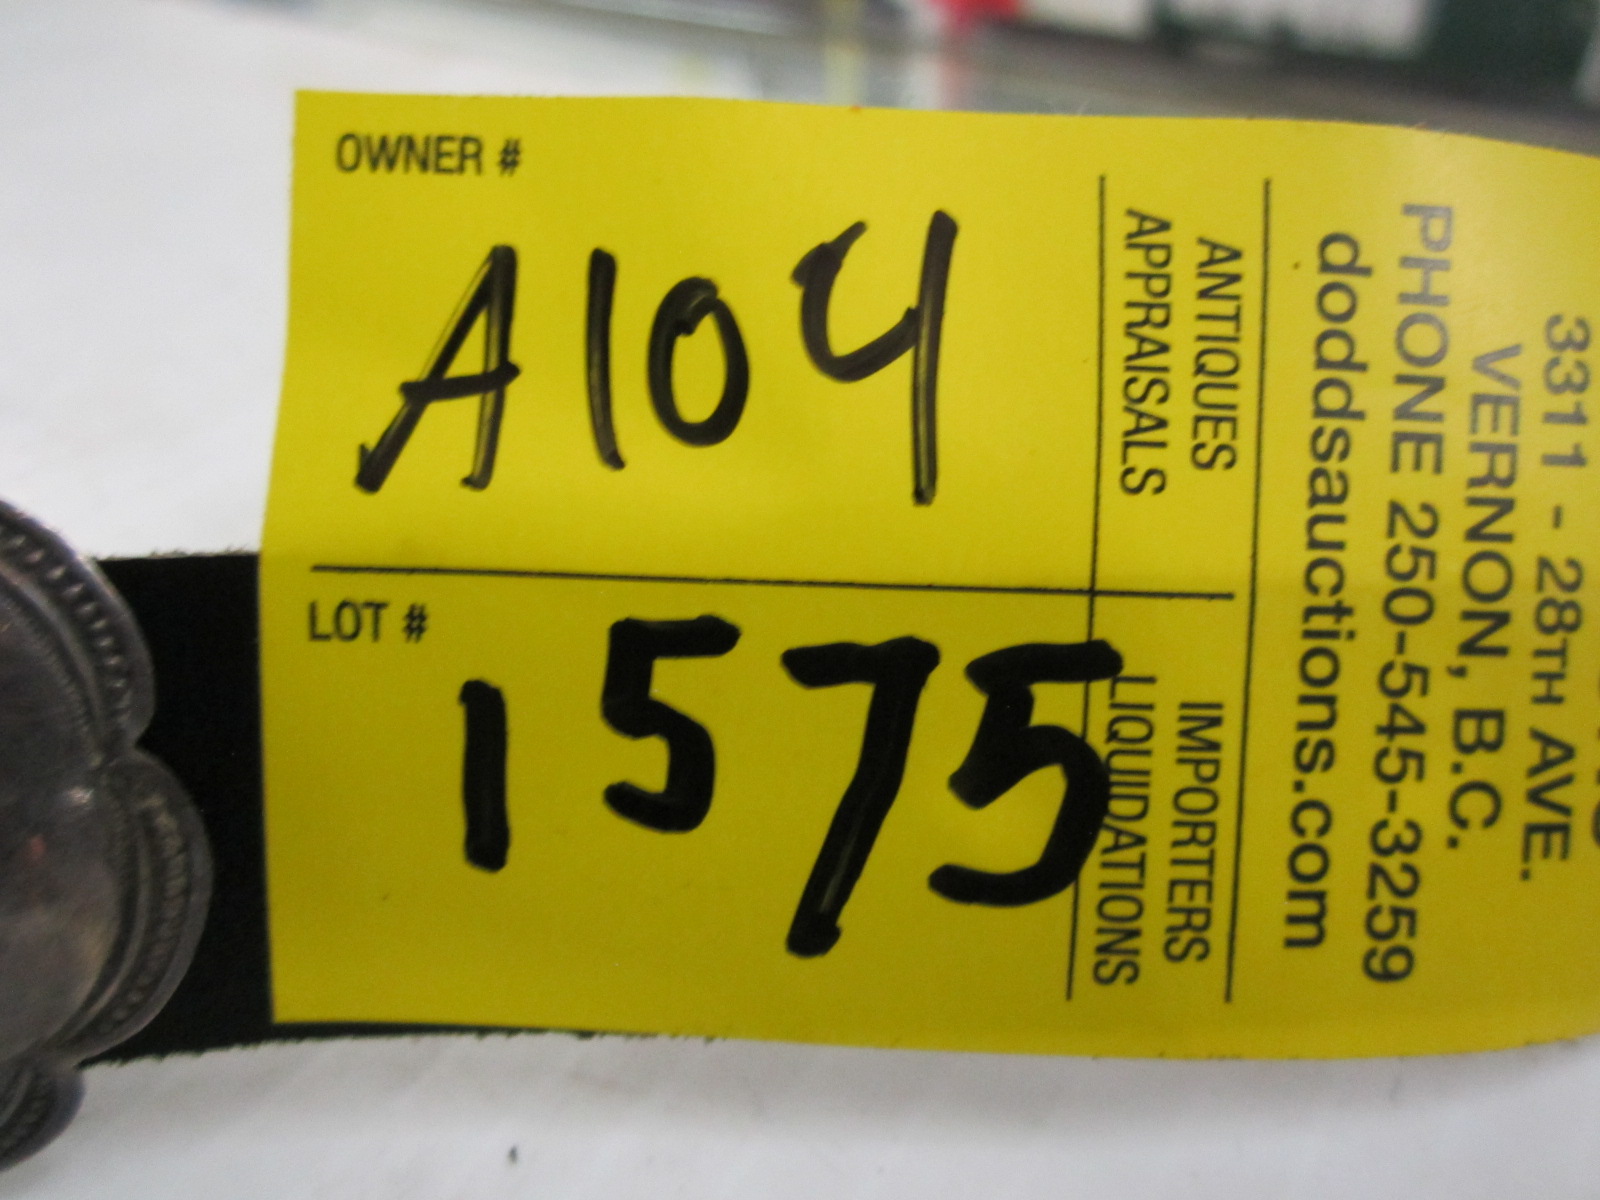 OWNER #
A104
LOT #
1575
ANTIQUES
APPRAISALS
IMPORTERS
LIQUIDATIONS
3311 - 28TH AVE.
VERNON, B.C.
PHONE 250-545-3259
doddsauctions.com